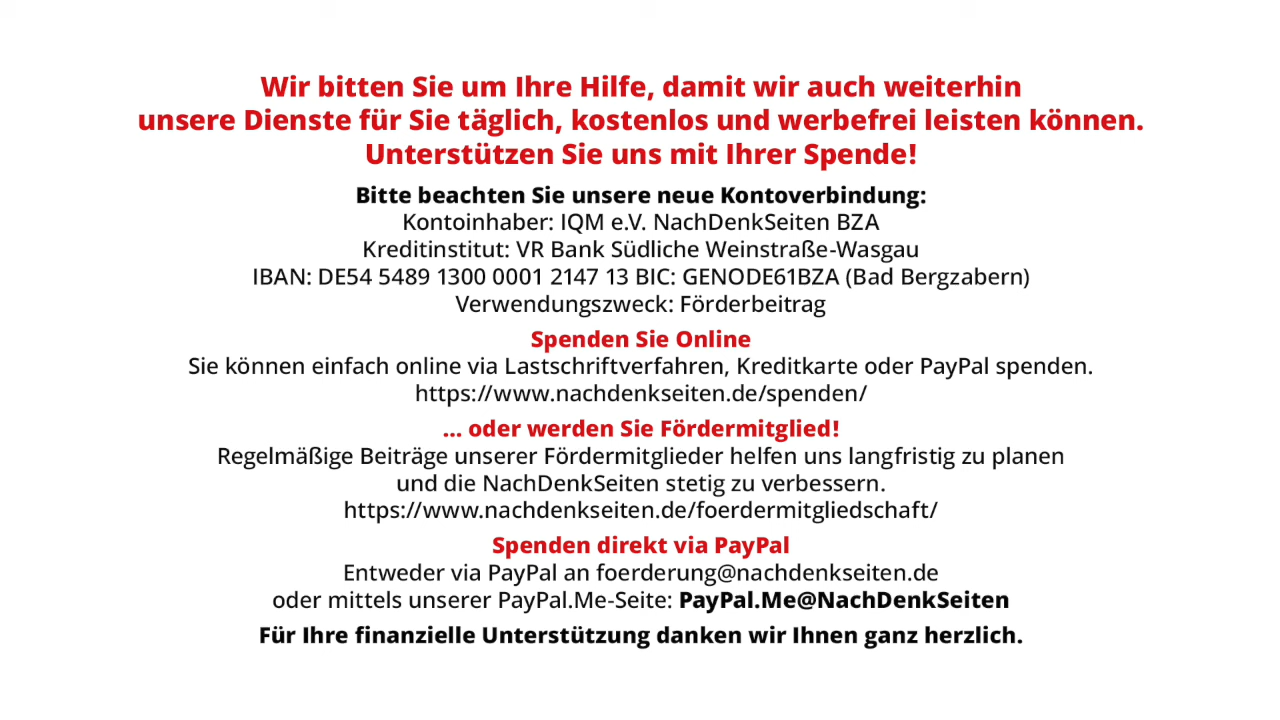 Wir bitten Sie um Ihre Hilfe, damit wir auch weiterhin
unsere Dienste für Sie täglich, kostenlos und werbefrei leisten können.
Unterstützen Sie uns mit Ihrer Spende!
Bitte beachten Sie unsere neue Kontoverbindung:
Kontoinhaber: IQM e.V. NachDenkSeiten BZA
Kreditinstitut: VR Bank Südliche Weinstraße-Wasgau
IBAN: DE54 5489 1300 0001 2147 13 BIC: GENODE61BZA (Bad Bergzabern)
Verwendungszweck: Förderbeitrag
Spenden Sie Online
Sie können einfach online via Lastschriftverfahren, Kreditkarte oder PayPal spenden.
https://www.nachdenkseiten.de/spenden/
... oder werden Sie Fördermitglied!
Regelmäßige Beiträge unserer Fördermitglieder helfen uns langfristig zu planen
und die NachDenkSeiten stetig zu verbessern.
https://www.nachdenkseiten.de/foerdermitgliedschaft/
Spenden direkt via PayPal
Entweder via PayPal an foerderung@nachdenkseiten.de
oder mittels unserer PayPal.Me-Seite: PayPal.Me@NachDenkSeiten
Für Ihre finanzielle Unterstützung danken wir Ihnen ganz herzlich.